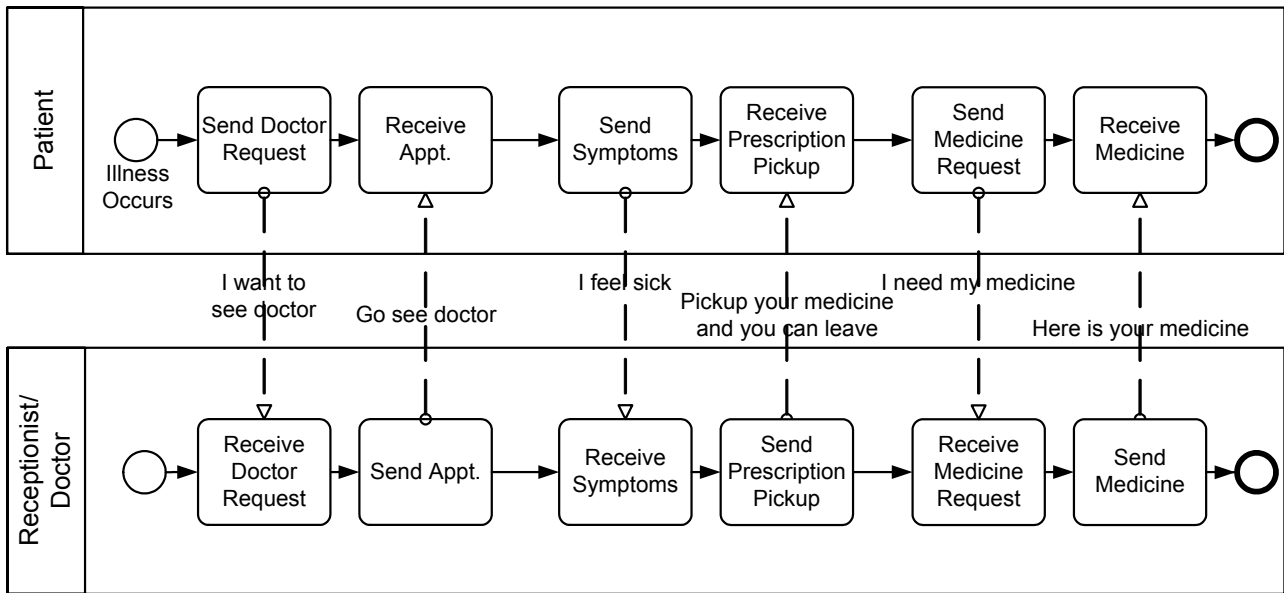 Patient
Illness
Occurs
Send Doctor
Request
Receive
Appt.
Send
Symptoms
Receive
Prescription
Pickup
Send
Medicine
Request
Receive
Medicine
I want to
see doctor
Go see doctor
I feel sick
Pickup your medicine
and you can leave
I need my medicine
Here is your medicine
Receptionist/
Doctor
Receive
Doctor
Request
Send Appt.
Receive
Symptoms
Send
Prescription
Pickup
Receive
Medicine
Request
Send
Medicine